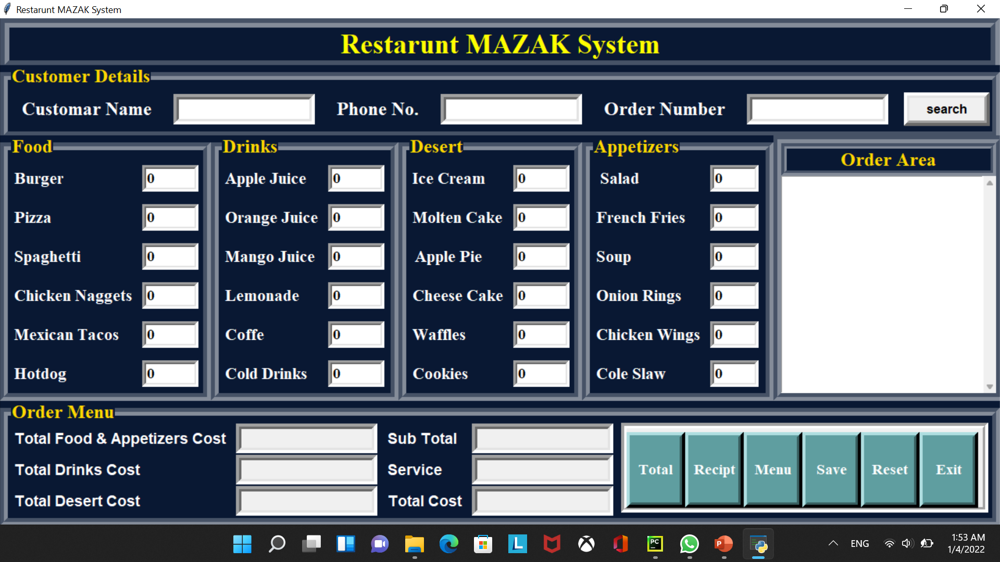 Restarunt MAZAK System
Restarunt MAZAK System
Customer Details
Customar Name Phone No. Order Number search
Food Drinks Desert Appetizers Order Area
Burger 0 Apple Juice 0 Ice Cream 0 Salad 0
Pizza 0 Orange Juice 0 Molten Cake 0 French Fries 0
Spaghetti 0 Mango Juice 0 Apple Pie 0 Soup 0
Chicken Naggets 0 Lemonade 0 Cheese Cake 0 Onion Rings 0
Mexican Tacos 0 Coffe 0 Waffles 0 Chicken Wings 0
Hotdog 0 Cold Drinks 0 Cookies 0 Cole Slaw 0
Order Menu
Total Food & Appetizers Cost Sub Total
Total Drinks Cost Service Total Recipt Menu Save Reset Exit
Total Desert Cost Total Cost
L PC P ENG 1:53 AM
1/4/2022